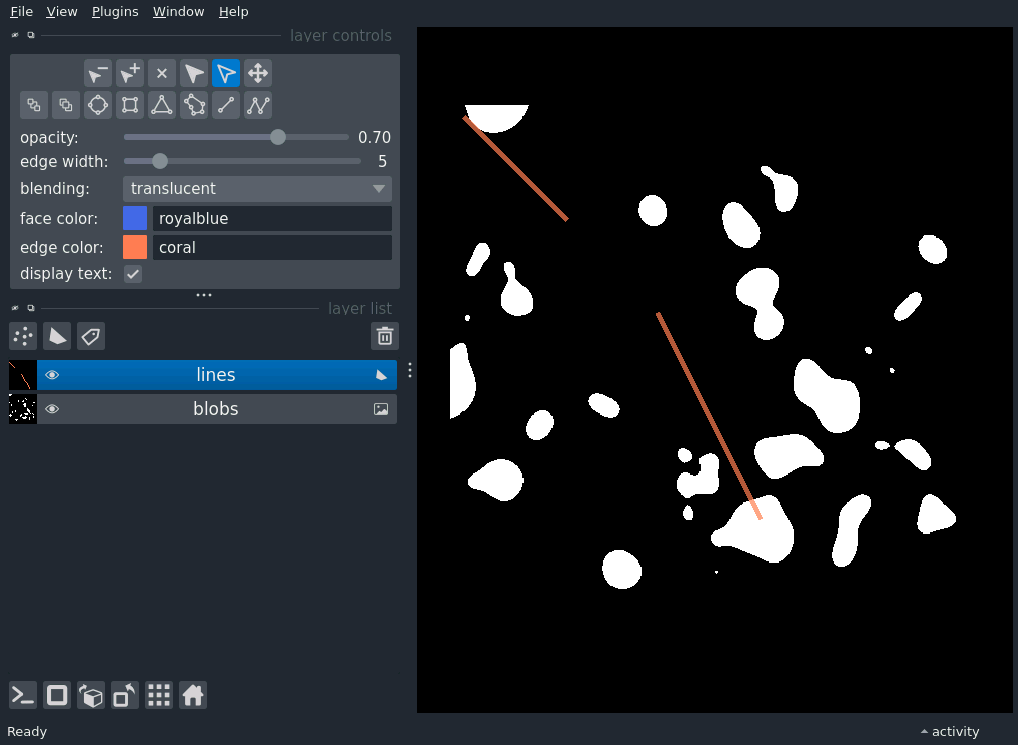 File View Plugins Window Help
layer controls
opacity: 0.70
edge width: 5
blending: translucent
face color: royalblue
edge color: coral
display text:
layer list
lines
blobs
Ready activity